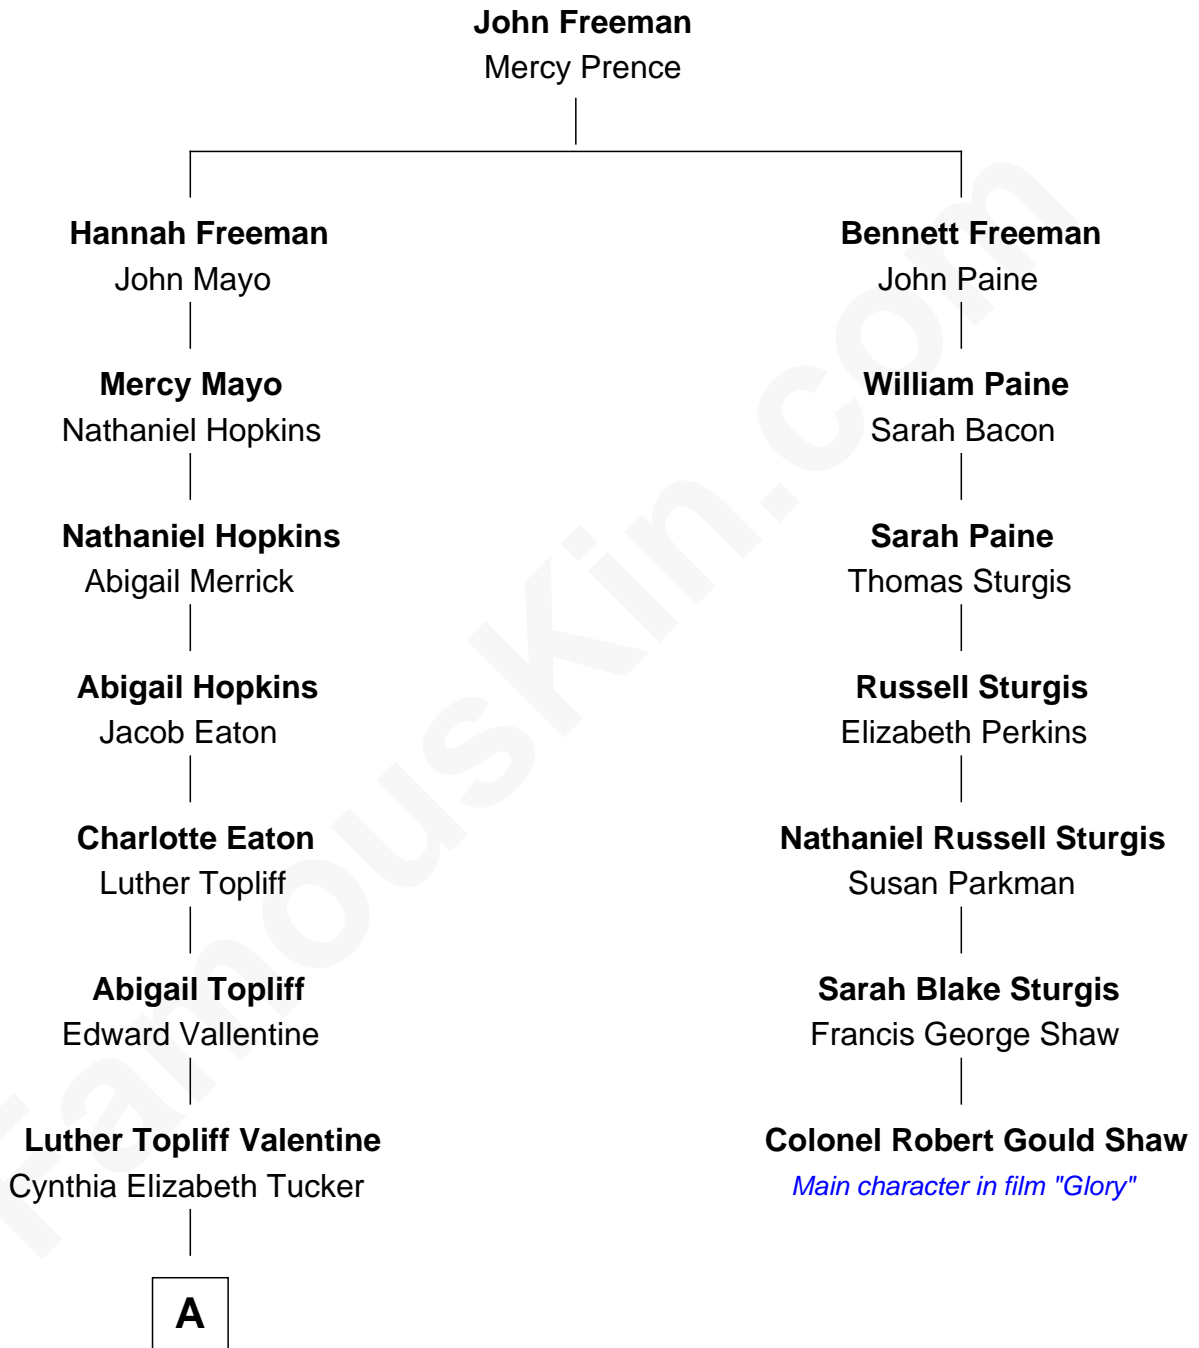 John Freeman
Mercy Prence
Hannah Freeman
John Mayo
Mercy Mayo
Nathaniel Hopkins
Nathaniel Hopkins
Abigail Merrick
Abigail Hopkins
Jacob Eaton
Charlotte Eaton
Luther Topliff
Abigail Topliff
Edward Vallentine
Luther Topliff Valentine
Cynthia Elizabeth Tucker
A
Bennett Freeman
John Paine
William Paine
Sarah Bacon
Sarah Paine
Thomas Sturgis
Russell Sturgis
Elizabeth Perkins
Nathaniel Russell Sturgis
Susan Parkman
Sarah Blake Sturgis
Francis George Shaw
Colonel Robert Gould Shaw
Main character in film "Glory"
FamousKin.com